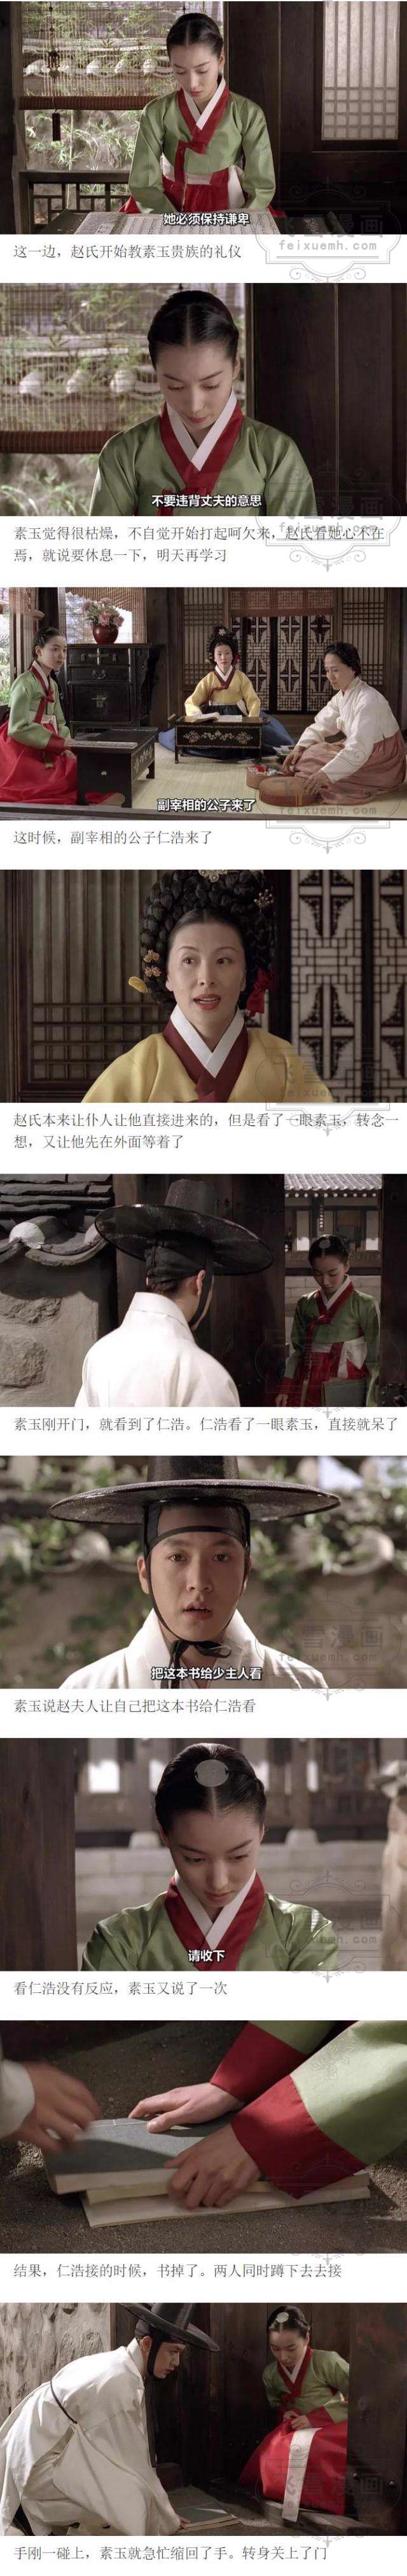 她必须保持谦卑
feixuemh.com
这一边，赵氏开始教素玉贵族的礼仪
不要违背丈夫的意思
素玉觉得很枯燥，不自觉开始打起呵欠来，赵氏看她心不在
焉，就说要休息一下，明天再学习
副宰相的公子来了
feixuemh.com
这时候，副宰相的公子仁浩来了
赵氏本来让仆人让他直接进来的，但是看了一眼素玉，转念一
想，又让他先在外面等着了
素玉刚开门，就看到了仁浩。仁浩看了一眼素玉，直接就呆了
把这本书给少主人看
feixuemh.com
素玉说赵夫人让自己把这本书给仁浩看
请收下
看仁浩没有反应，素玉又说了一次
结果，仁浩接的时候，书掉了。两人同时蹲下去去接
手刚一碰上，素玉就急忙缩回了手。转身关上了门